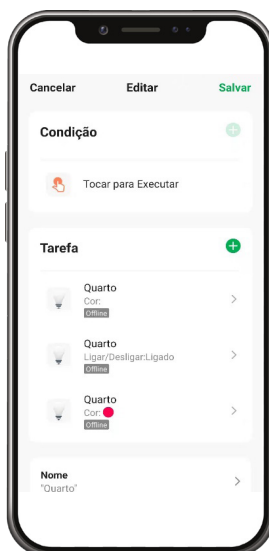 Cancelar Editar Salvar
Condição
Tocar para Executar
Tarefa
Quarto
Cor:
Offline
Quarto
Ligar/Desligar:Ligado
Offline
Quarto
Cor:
Offline
Nome
"Quarto"